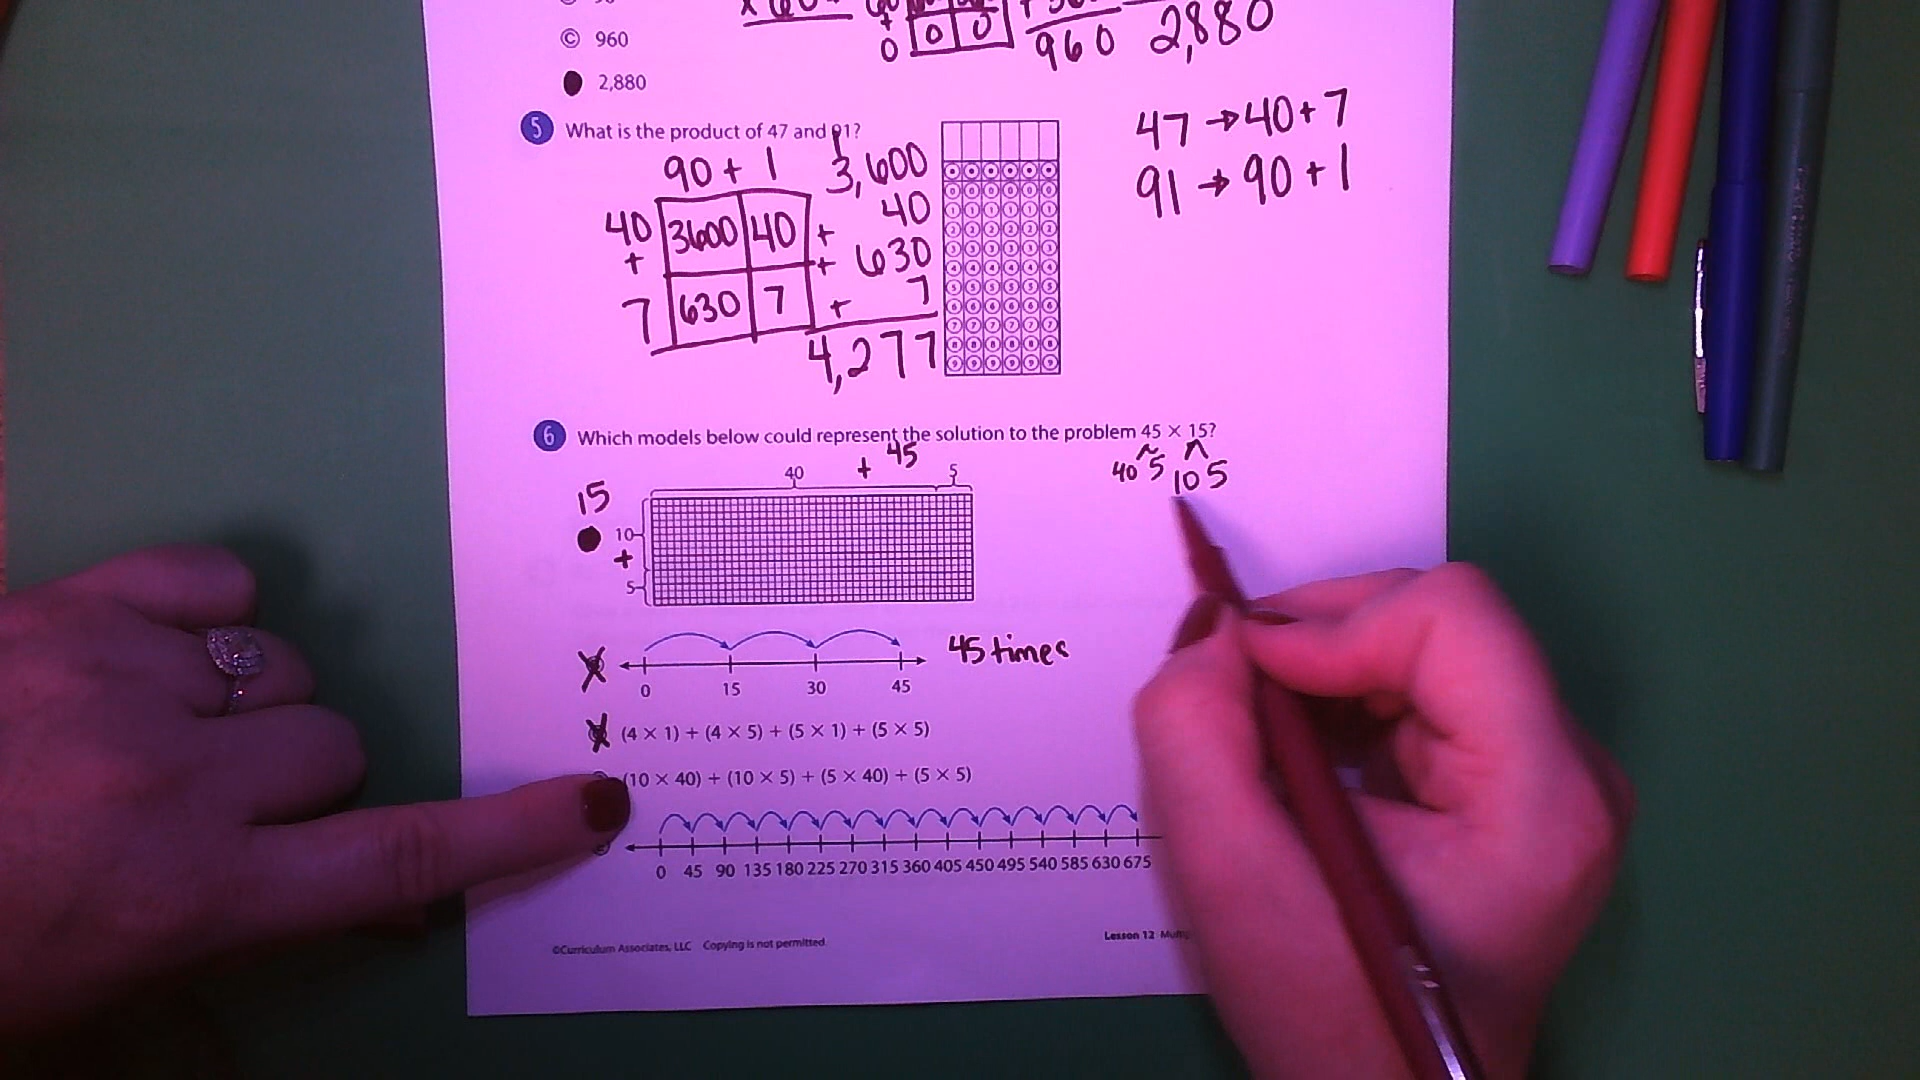 © 960
960 2,880
0 0 0
2,880
5 What is the product of 47 and 91?
47 → 40 + 7
91 → 90 + 1
90 + 1
40 + 7
3600 40
630 7
3,600
+ 40
+ 630
+ 7
4,277
6 Which models below could represent the solution to the problem 45 × 15?
40 5 10 5
+ 45
40 5
15
10
+
5
0 15 30 45
45 times
(4 × 1) + (4 × 5) + (5 × 1) + (5 × 5)
(10 × 40) + (10 × 5) + (5 × 40) + (5 × 5)
0 45 90 135 180 225 270 315 360 405 450 495 540 585 630 675
©Curriculum Associates, LLC Copying is not permitted.
Lesson 12